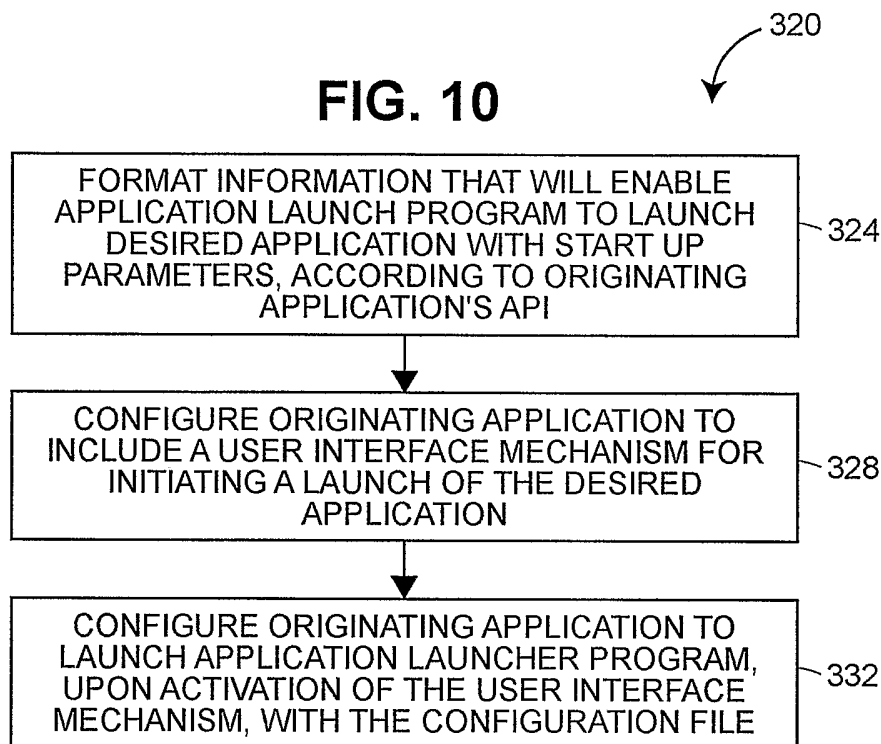 320
FIG. 10
FORMAT INFORMATION THAT WILL ENABLE
APPLICATION LAUNCH PROGRAM TO LAUNCH
DESIRED APPLICATION WITH START UP
PARAMETERS, ACCORDING TO ORIGINATING
APPLICATION'S API
324
CONFIGURE ORIGINATING APPLICATION TO
INCLUDE A USER INTERFACE MECHANISM FOR
INITIATING A LAUNCH OF THE DESIRED
APPLICATION
328
CONFIGURE ORIGINATING APPLICATION TO
LAUNCH APPLICATION LAUNCHER PROGRAM,
UPON ACTIVATION OF THE USER INTERFACE
MECHANISM, WITH THE CONFIGURATION FILE
332